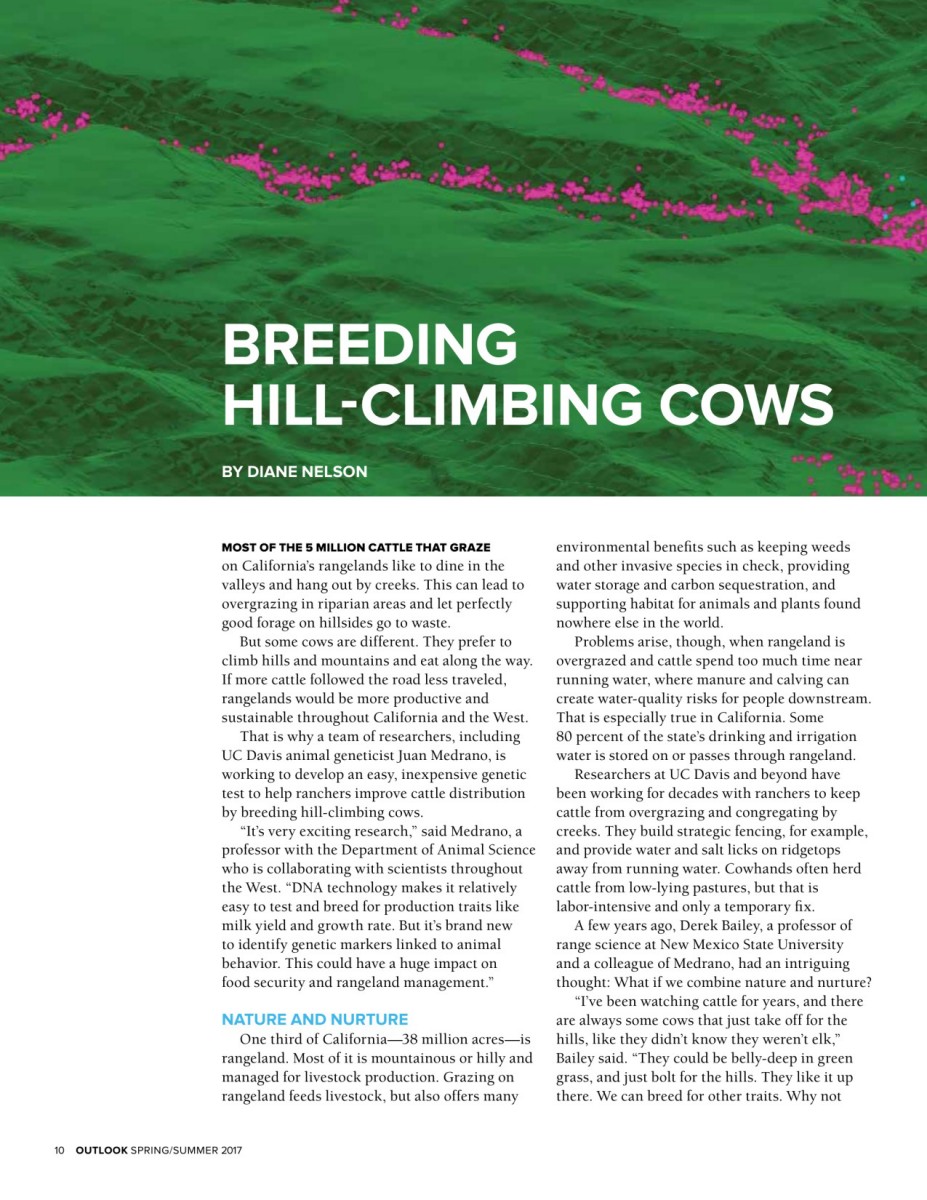 BREEDING
HILL-CLIMBING COWS
BY DIANE NELSON
MOST OF THE 5 MILLION CATTLE THAT GRAZE
on California’s rangelands like to dine in the
valleys and hang out by creeks. This can lead to
overgrazing in riparian areas and let perfectly
good forage on hillsides go to waste.
But some cows are different. They prefer to
climb hills and mountains and eat along the way.
If more cattle followed the road less traveled,
rangelands would be more productive and
sustainable throughout California and the West.
That is why a team of researchers, including
UC Davis animal geneticist Juan Medrano, is
working to develop an easy, inexpensive genetic
test to help ranchers improve cattle distribution
by breeding hill-climbing cows.
“It’s very exciting research,” said Medrano, a
professor with the Department of Animal Science
who is collaborating with scientists throughout
the West. “DNA technology makes it relatively
easy to test and breed for production traits like
milk yield and growth rate. But it’s brand new
to identify genetic markers linked to animal
behavior. This could have a huge impact on
food security and rangeland management.”
NATURE AND NURTURE
One third of California—38 million acres—is
rangeland. Most of it is mountainous or hilly and
managed for livestock production. Grazing on
rangeland feeds livestock, but also offers many
environmental benefits such as keeping weeds
and other invasive species in check, providing
water storage and carbon sequestration, and
supporting habitat for animals and plants found
nowhere else in the world.
Problems arise, though, when rangeland is
overgrazed and cattle spend too much time near
running water, where manure and calving can
create water-quality risks for people downstream.
That is especially true in California. Some
80 percent of the state’s drinking and irrigation
water is stored on or passes through rangeland.
Researchers at UC Davis and beyond have
been working for decades with ranchers to keep
cattle from overgrazing and congregating by
creeks. They build strategic fencing, for example,
and provide water and salt licks on ridgetops
away from running water. Cowhands often herd
cattle from low-lying pastures, but that is
labor-intensive and only a temporary fix.
A few years ago, Derek Bailey, a professor of
range science at New Mexico State University
and a colleague of Medrano, had an intriguing
thought: What if we combine nature and nurture?
“I’ve been watching cattle for years, and there
are always some cows that just take off for the
hills, like they didn’t know they weren’t elk,”
Bailey said. “They could be belly-deep in green
grass, and just bolt for the hills. They like it up
there. We can breed for other traits. Why not
10 OUTLOOK SPRING/SUMMER 2017